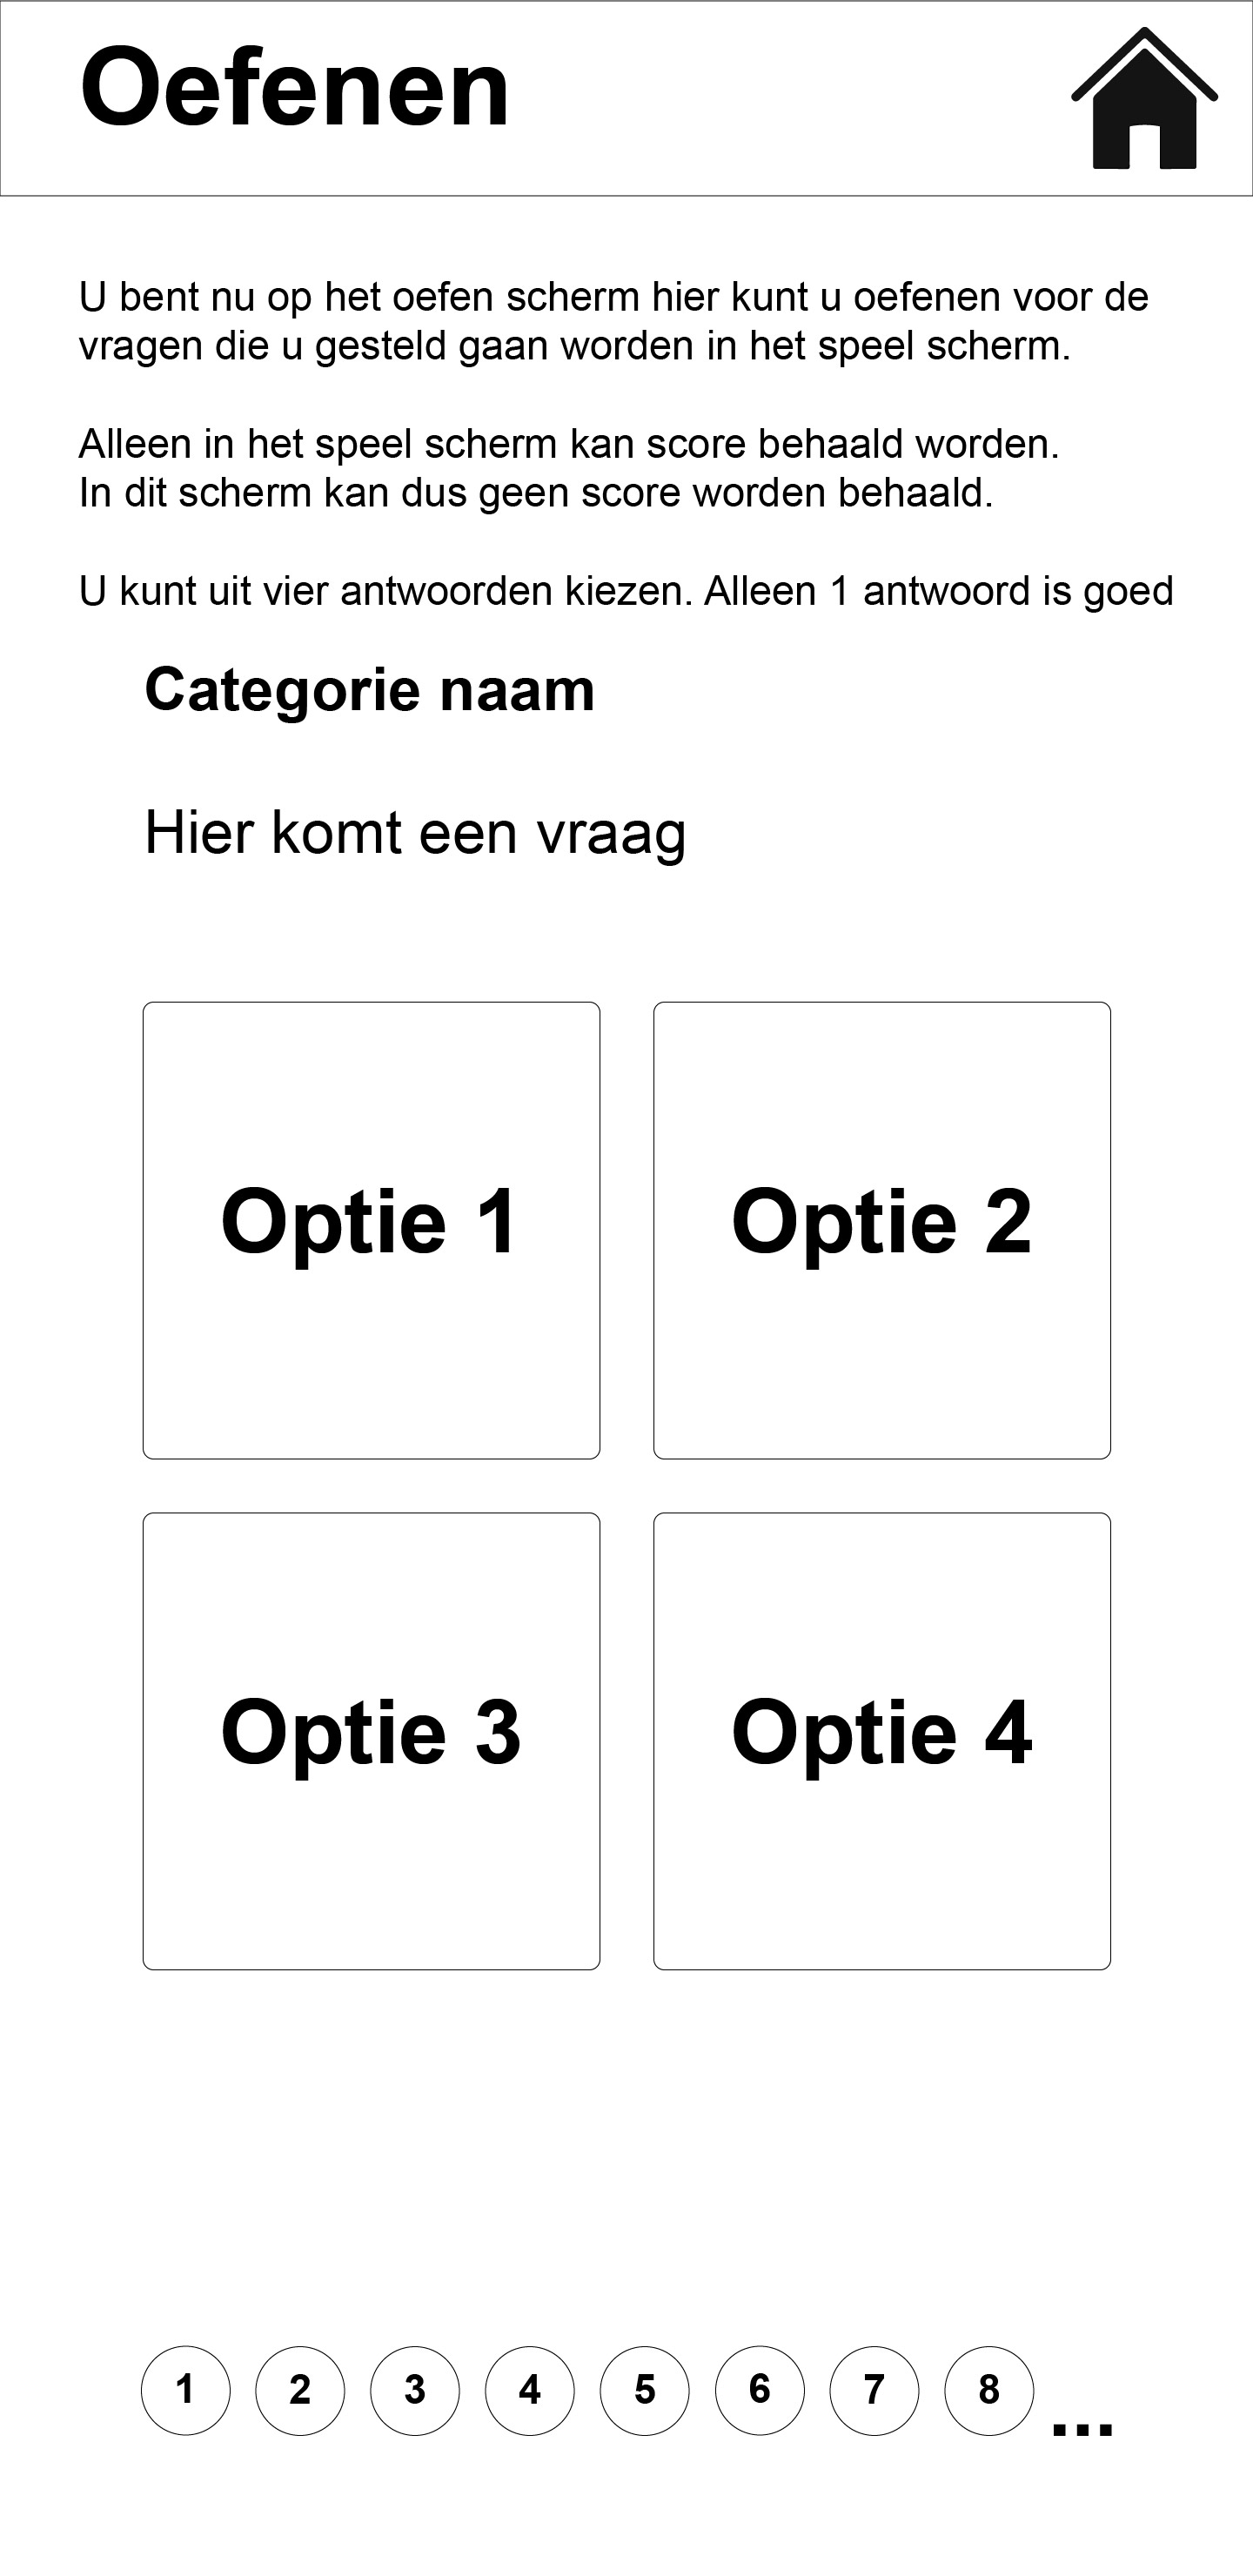 Oefenen
U bent nu op het oefen scherm hier kunt u oefenen voor de
vragen die u gesteld gaan worden in het speel scherm.
Alleen in het speel scherm kan score behaald worden.
In dit scherm kan dus geen score worden behaald.
U kunt uit vier antwoorden kiezen. Alleen 1 antwoord is goed
Categorie naam
Hier komt een vraag
Optie 1
Optie 2
Optie 3
Optie 4
1 2 3 4 5 6 7 8 ...